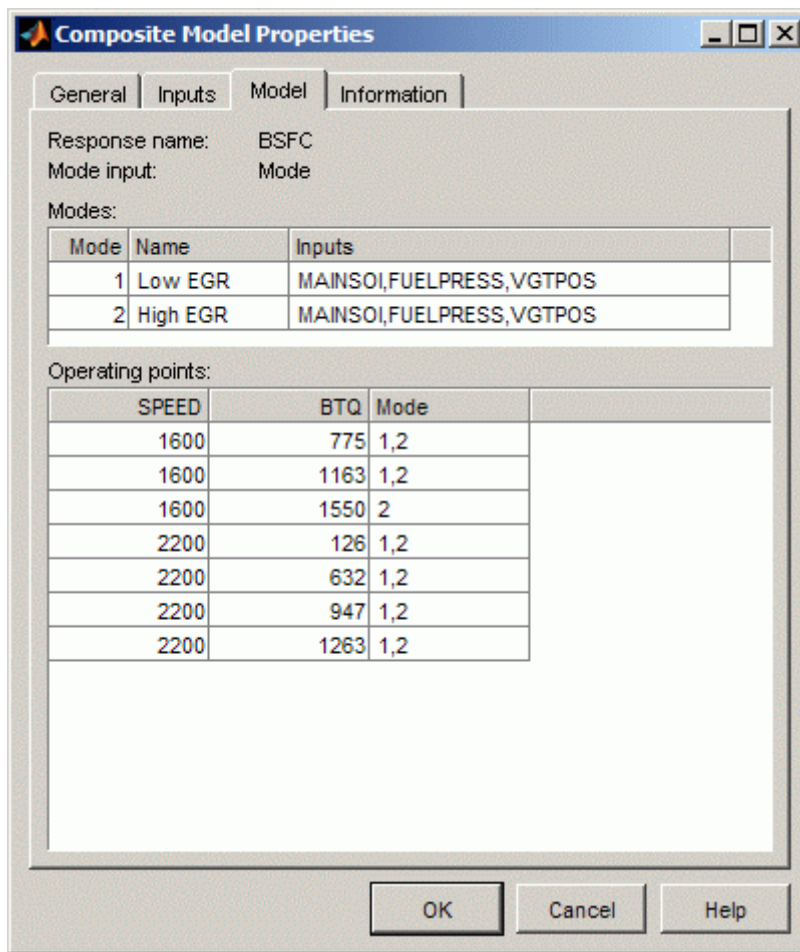 Composite Model Properties
General Inputs Model Information
Response name: BSFC
Mode input: Mode
Modes:
Mode Name Inputs
1 Low EGR MAINSOI,FUELPRESS,VGTPOS
2 High EGR MAINSOI,FUELPRESS,VGTPOS
Operating points:
SPEED BTQ Mode
1600 775 1,2
1600 1163 1,2
1600 1550 2
2200 126 1,2
2200 632 1,2
2200 947 1,2
2200 1263 1,2
OK Cancel Help